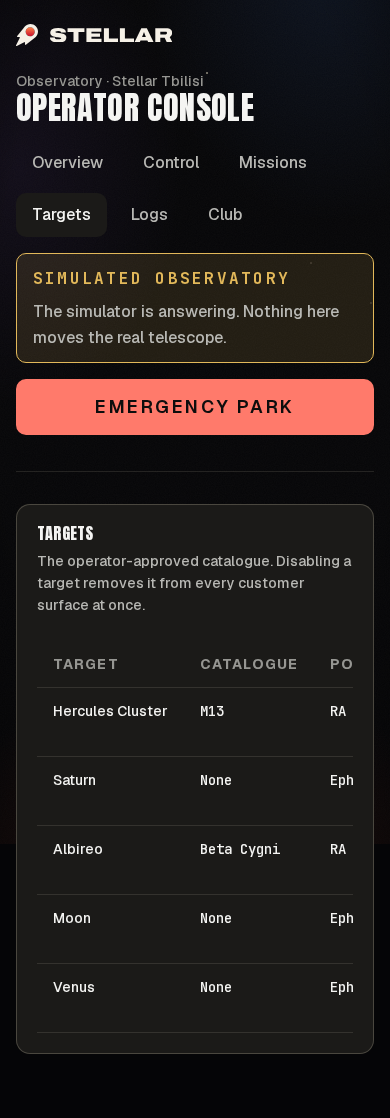 STELLAR
Observatory · Stellar Tbilisi
OPERATOR CONSOLE
Overview Control Missions
Targets Logs Club
SIMULATED OBSERVATORY
The simulator is answering. Nothing here
moves the real telescope.
EMERGENCY PARK
TARGETS
The operator-approved catalogue. Disabling a
target removes it from every customer
surface at once.
TARGET CATALOGUE PO
Hercules Cluster M13 RA
Saturn None Eph
Albireo Beta Cygni RA
Moon None Eph
Venus None Eph